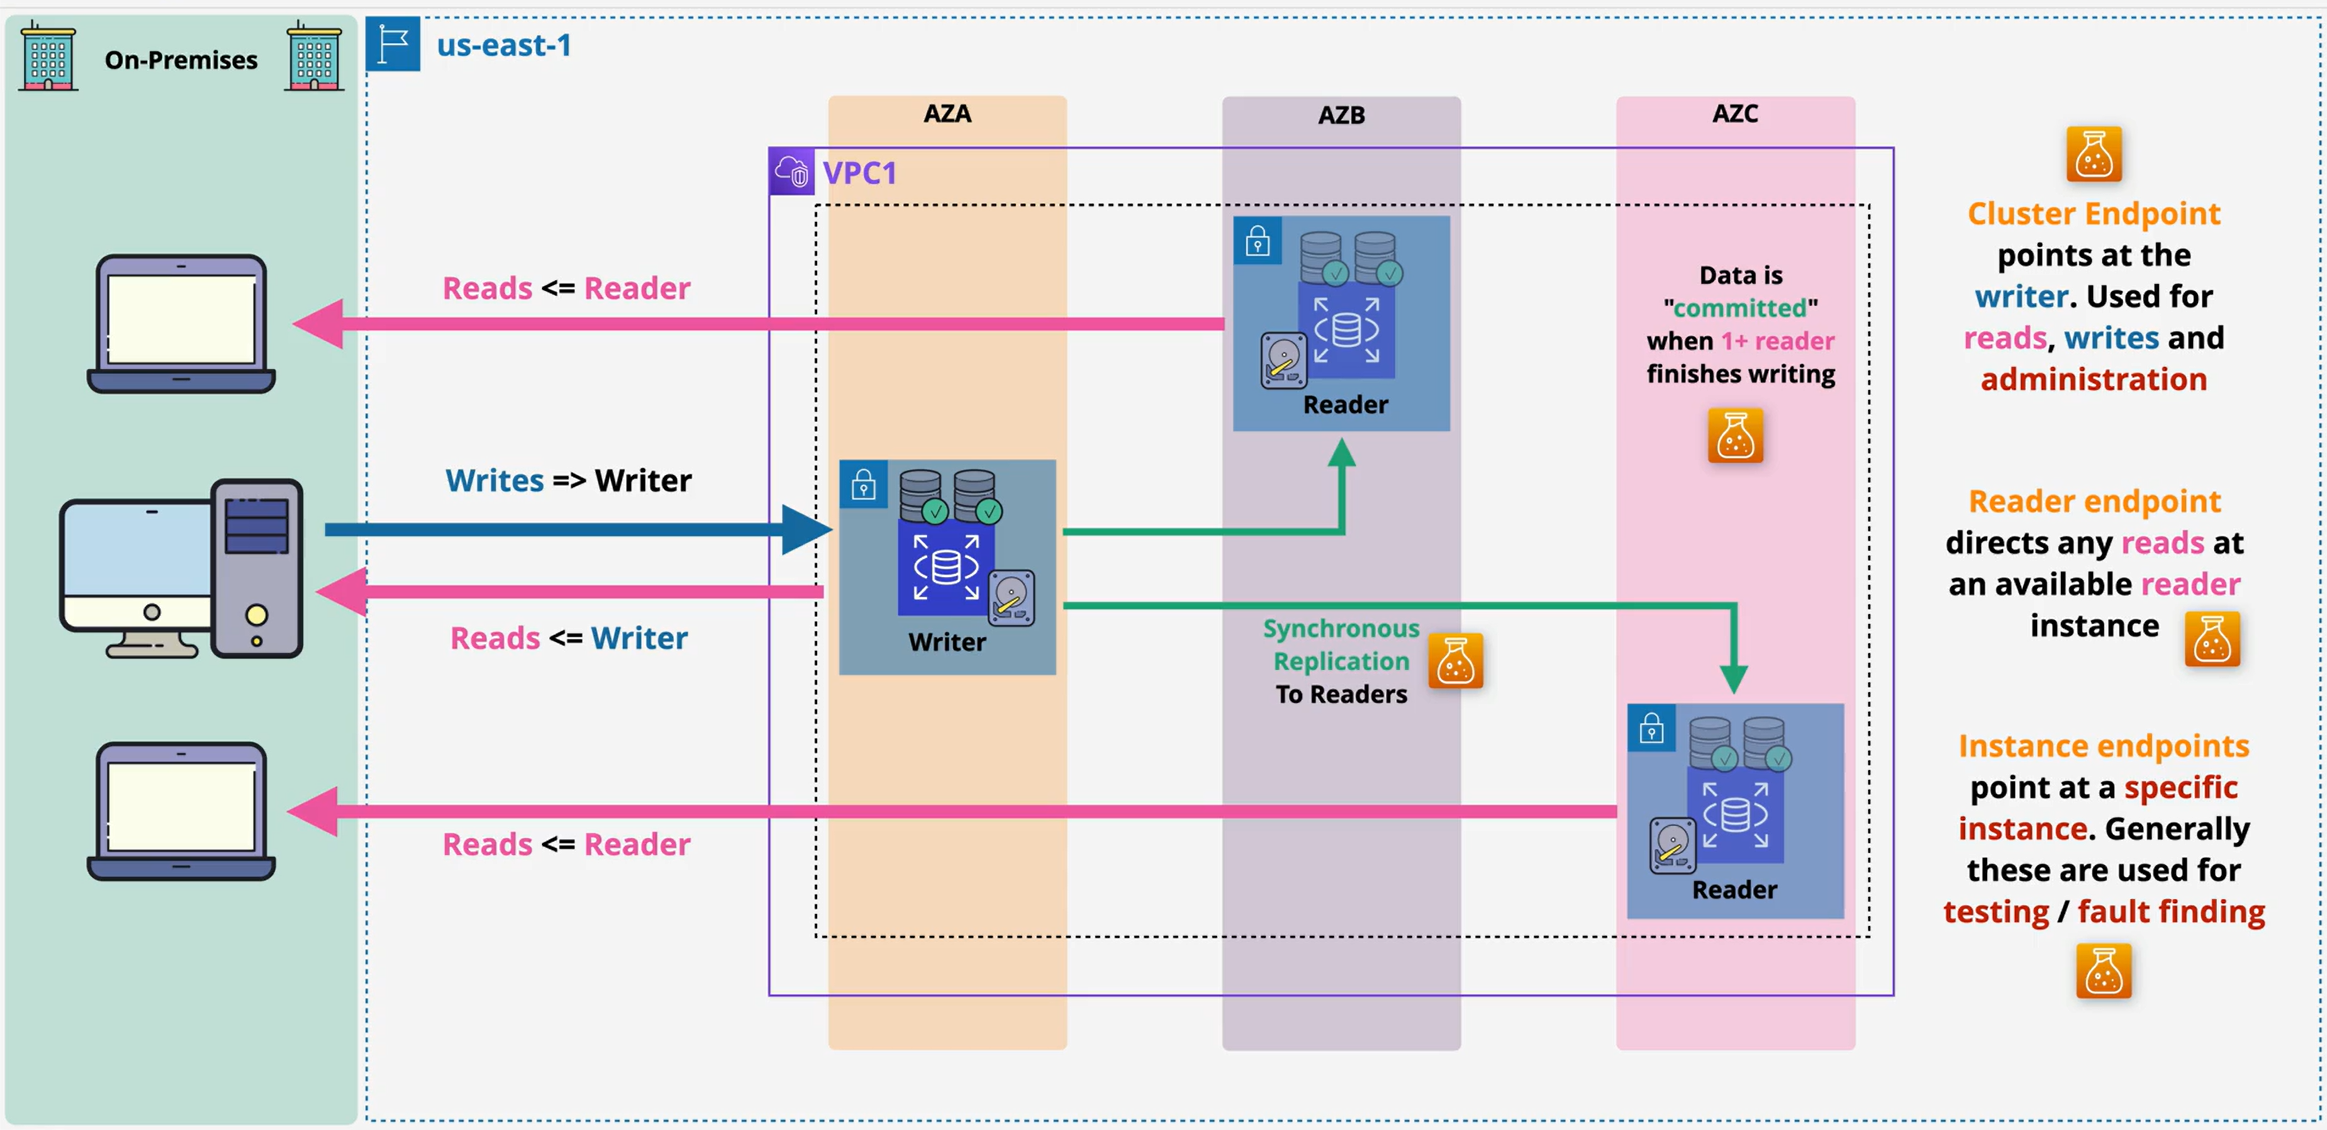 On-Premises
us-east-1
AZA
AZB
AZC
VPC1
Reads <= Reader
Writes => Writer
Reads <= Writer
Reads <= Reader
Writer
Reader
Synchronous
Replication
To Readers
Data is
"committed"
when 1+ reader
finishes writing
Reader
Cluster Endpoint
points at the
writer. Used for
reads, writes and
administration
Reader endpoint
directs any reads at
an available reader
instance
Instance endpoints
point at a specific
instance. Generally
these are used for
testing / fault finding